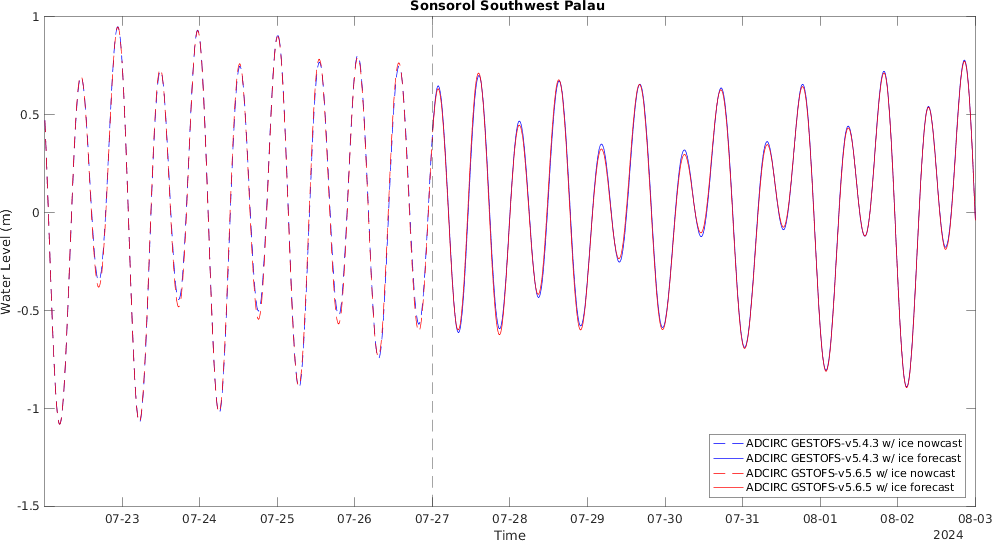 Sonsorol Southwest Palau
1
0.5
0
-0.5
-1
-1.5
Water Level (m)
07-23 07-24 07-25 07-26 07-27 07-28 07-29 07-30 07-31 08-01 08-02 08-03
Time
2024
ADCIRC GESTOFS-v5.4.3 w/ ice nowcast
ADCIRC GESTOFS-v5.4.3 w/ ice forecast
ADCIRC GSTOFS-v5.6.5 w/ ice nowcast
ADCIRC GSTOFS-v5.6.5 w/ ice forecast